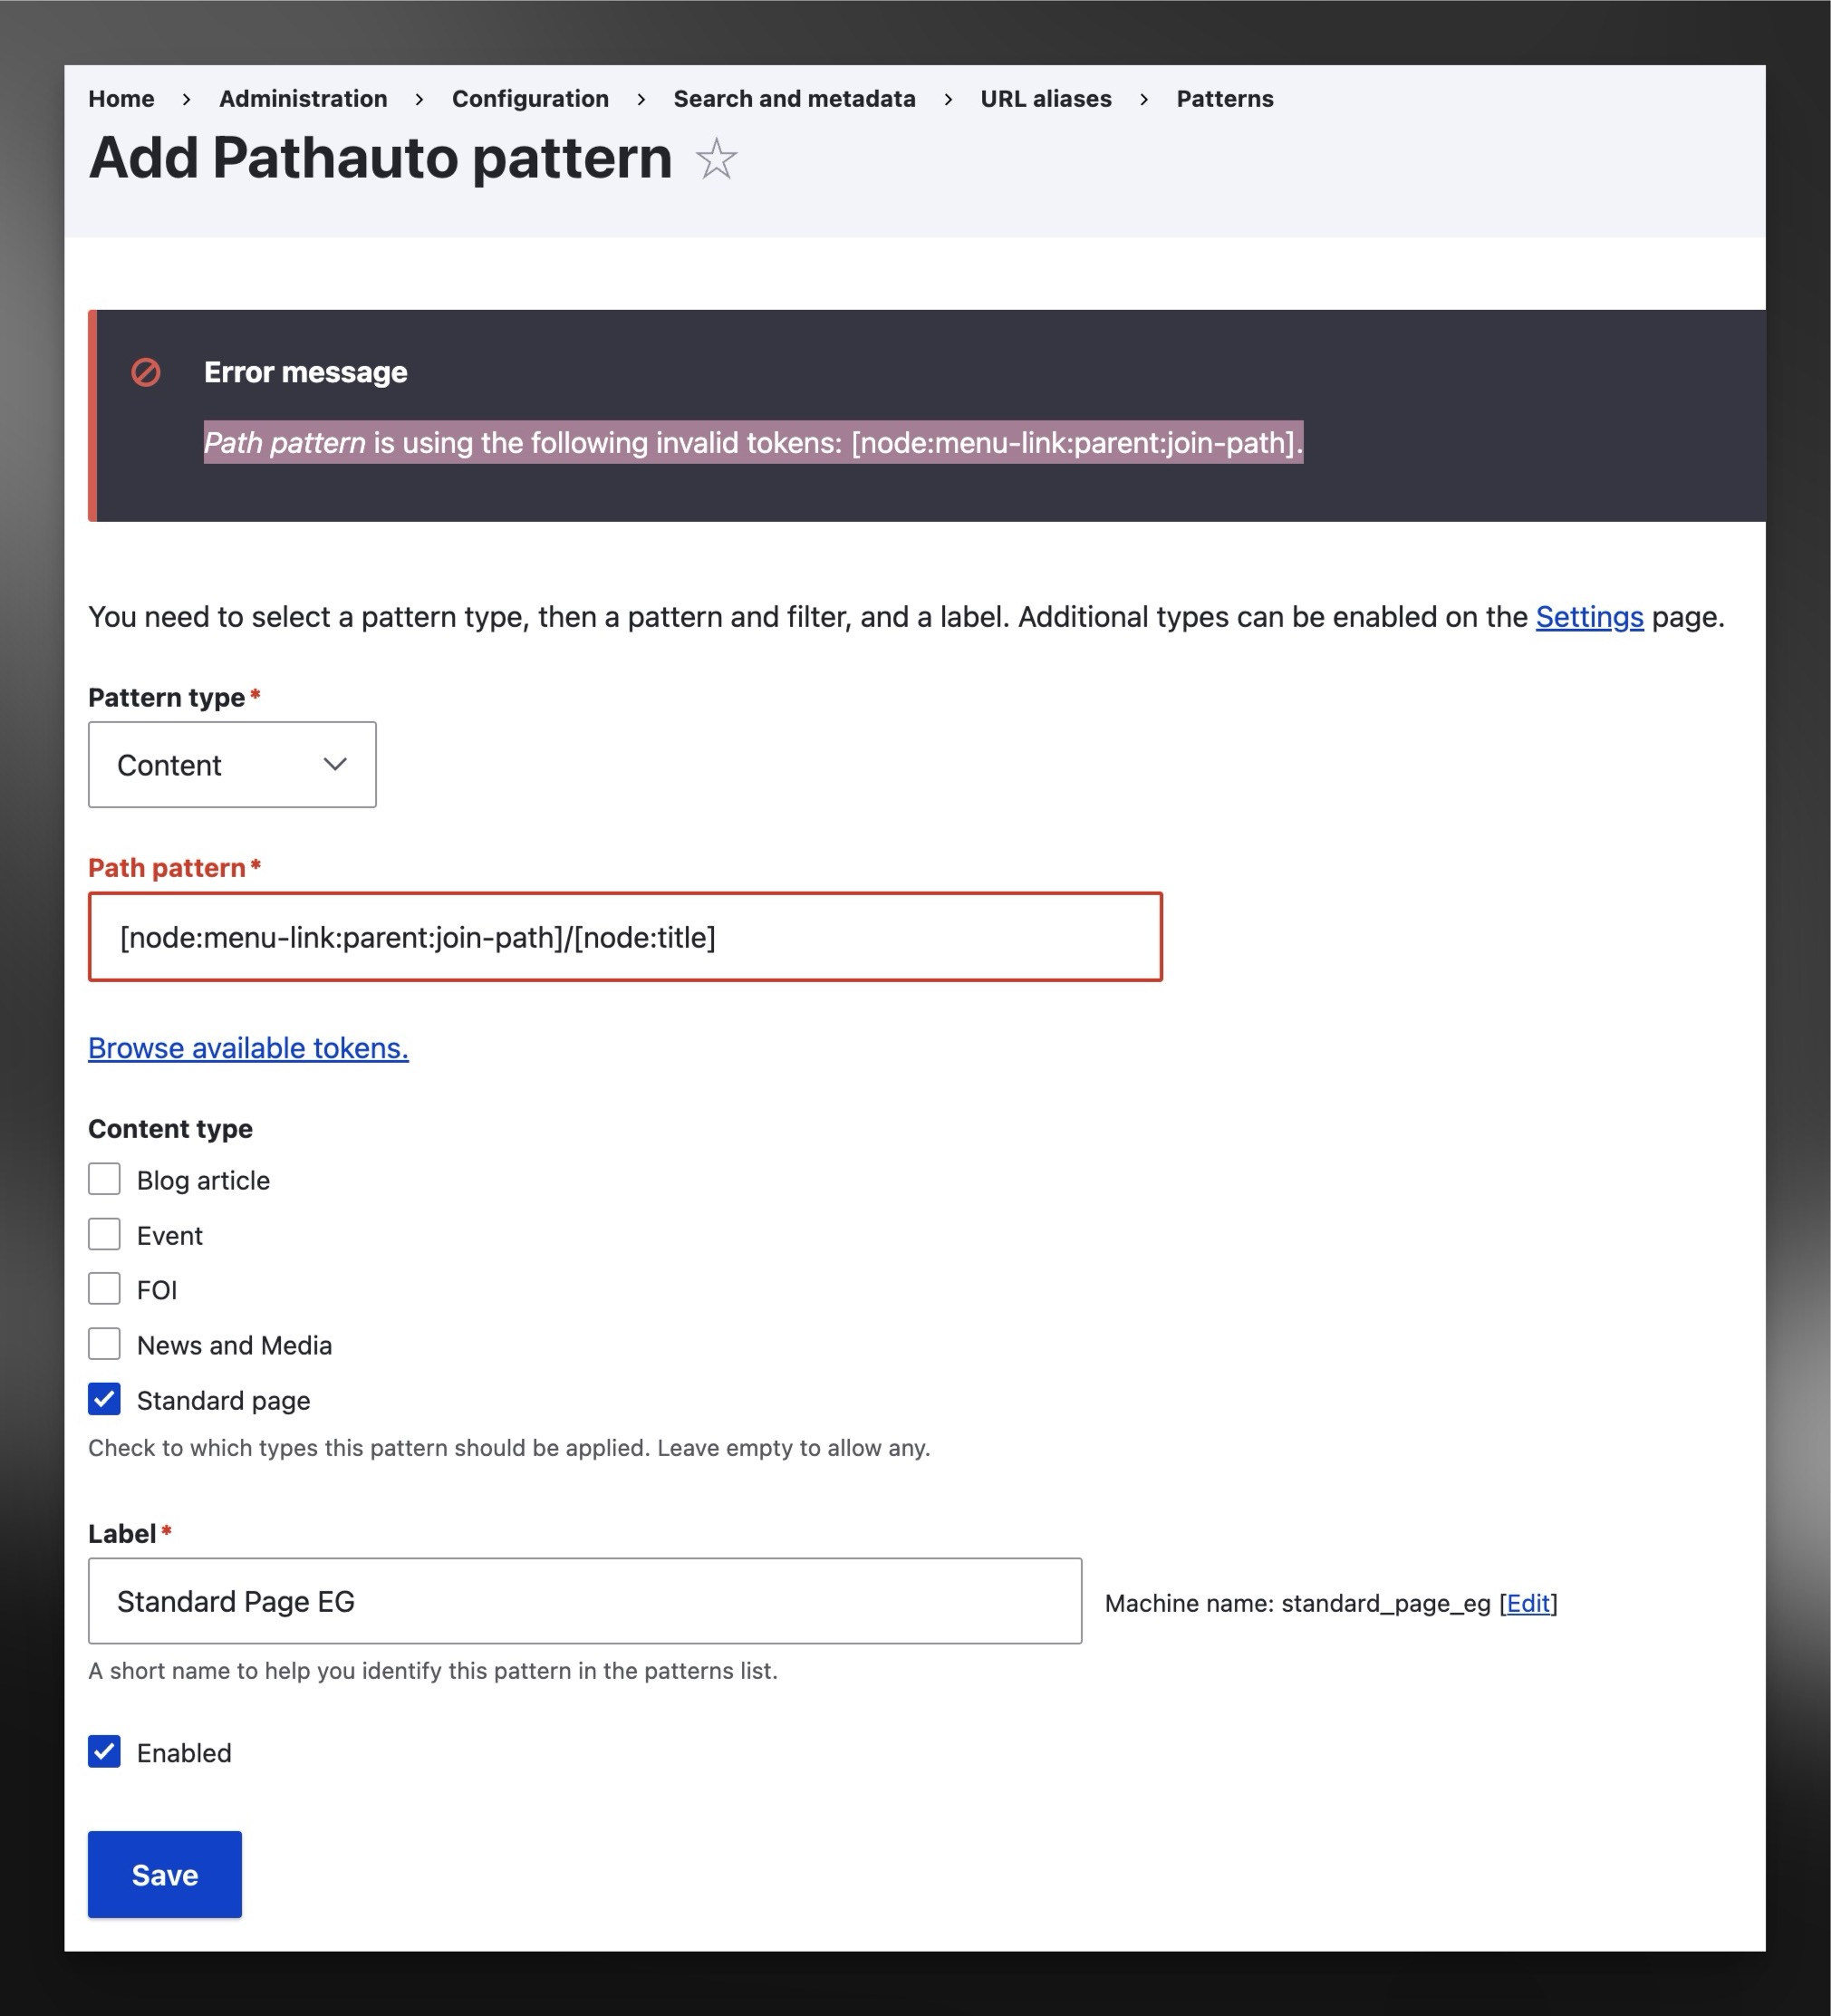 Home > Administration > Configuration > Search and metadata > URL aliases > Patterns
Add Pathauto pattern
Error message
Path pattern is using the following invalid tokens: [node:menu-link:parent:join-path].
You need to select a pattern type, then a pattern and filter, and a label. Additional types can be enabled on the Settings page.
Pattern type*
Content
Path pattern*
[node:menu-link:parent:join-path]/[node:title]
Browse available tokens.
Content type
Blog article
Event
FOI
News and Media
Standard page
Check to which types this pattern should be applied. Leave empty to allow any.
Label*
Standard Page EG
Machine name: standard_page_eg [Edit]
A short name to help you identify this pattern in the patterns list.
Enabled
Save